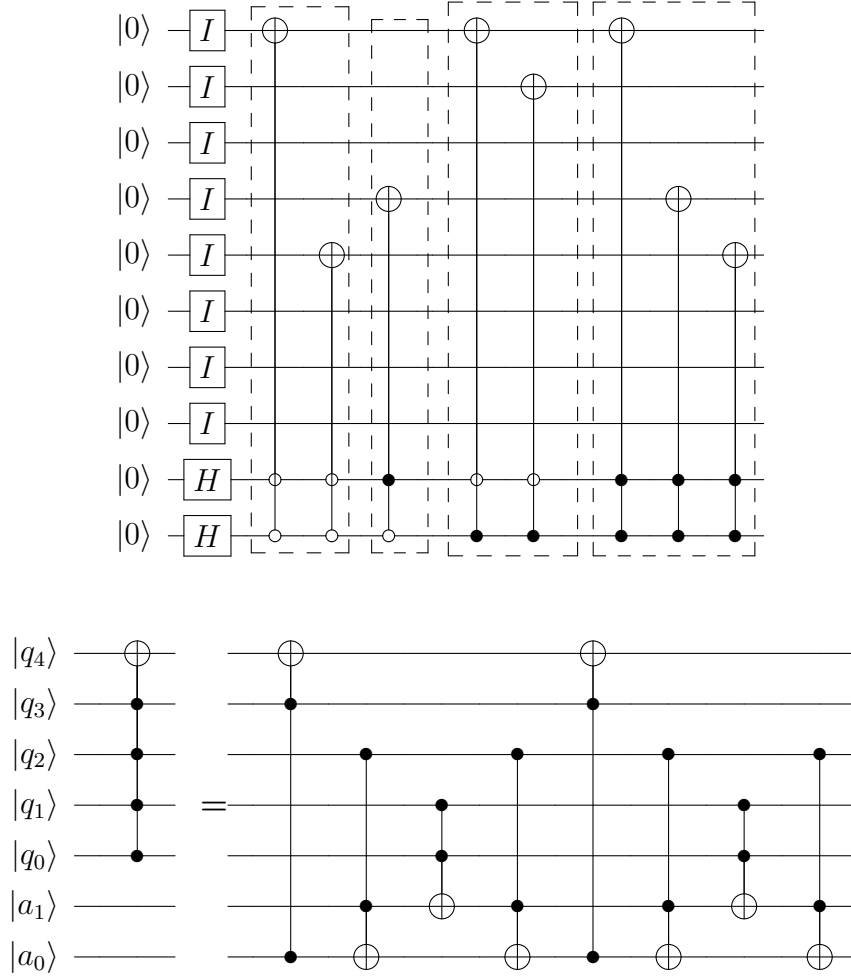 |0⟩ I
|0⟩ I
|0⟩ I
|0⟩ I
|0⟩ I
|0⟩ I
|0⟩ I
|0⟩ I
|0⟩ H
|0⟩ H
|q₄⟩
|q₃⟩
|q₂⟩
|q₁⟩ =
|q₀⟩
|a₁⟩
|a₀⟩